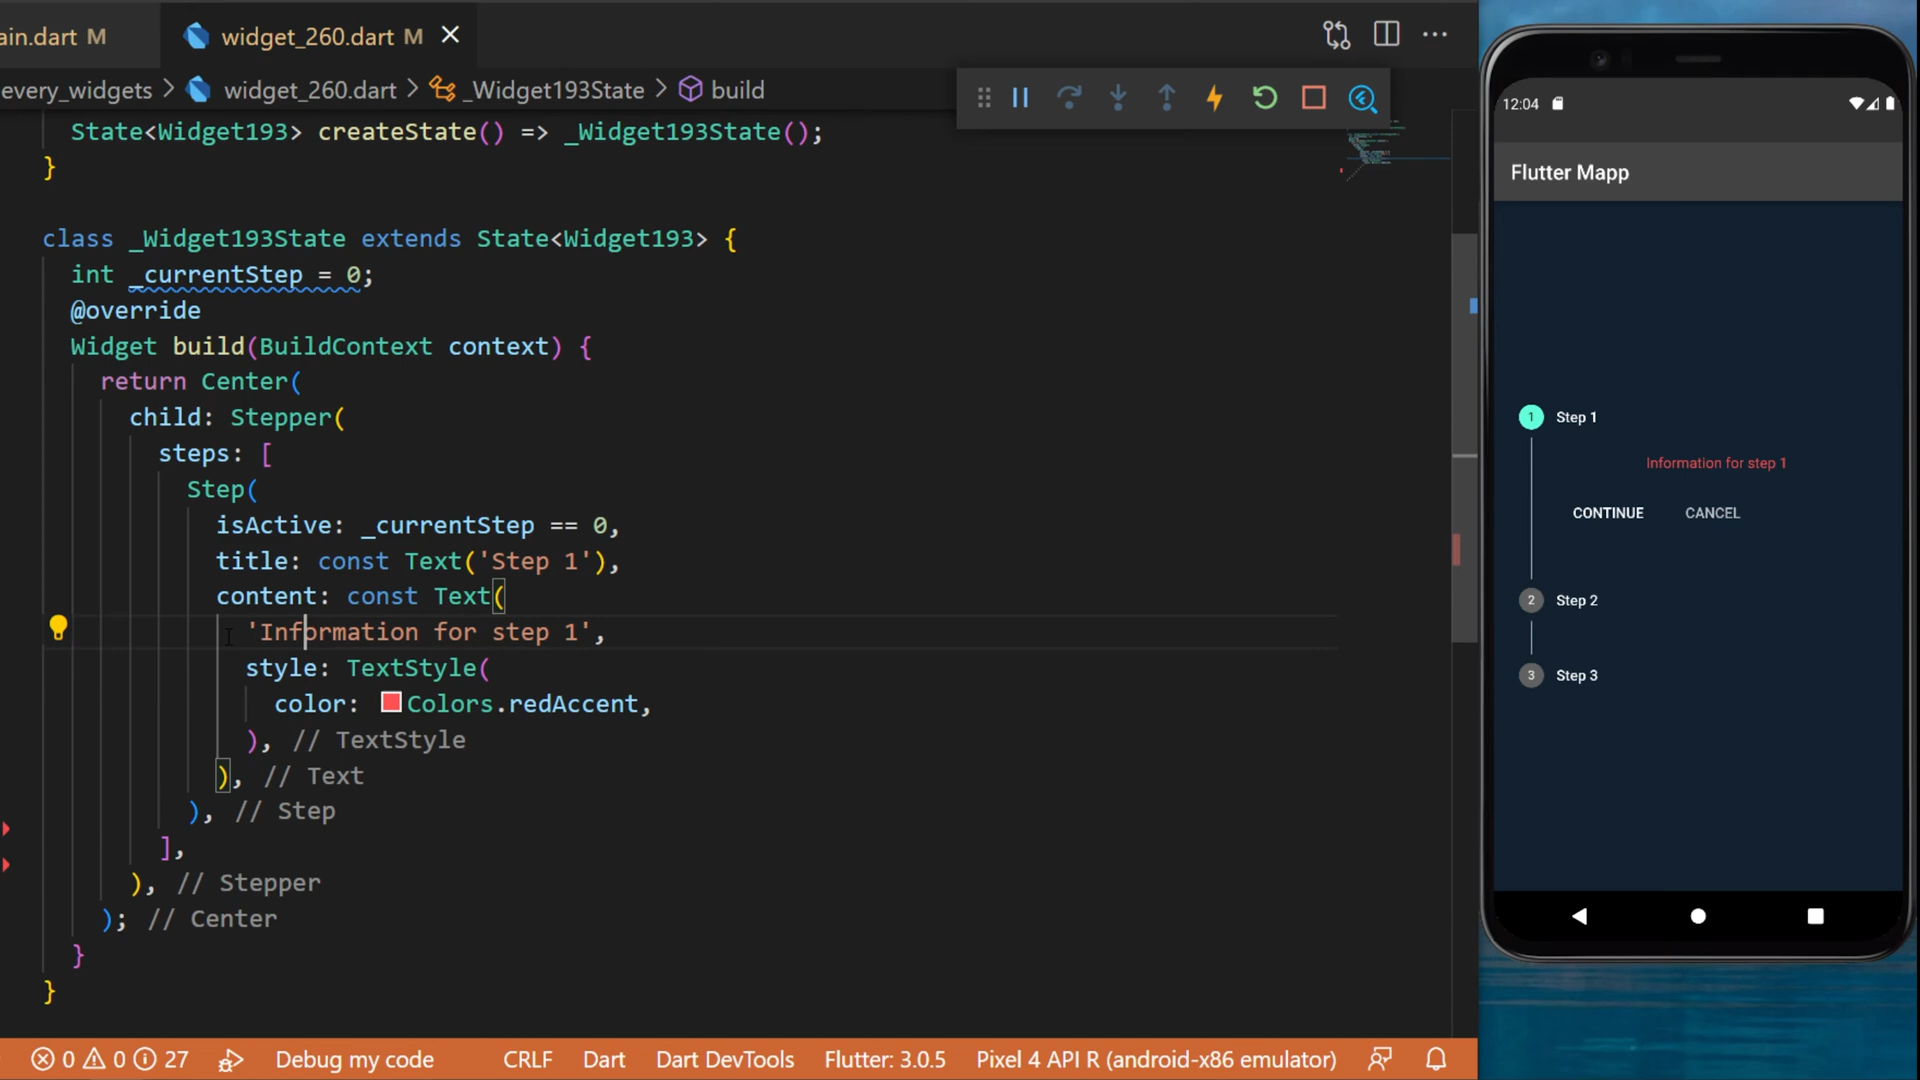 ain.dart M
widget_260.dart M
every_widgets > widget_260.dart > _Widget193State > build
State<Widget193> createState() => _Widget193State();
}
class _Widget193State extends State<Widget193> {
int _currentStep = 0;
@override
Widget build(BuildContext context) {
return Center(
child: Stepper(
steps: [
Step(
isActive: _currentStep == 0,
title: const Text('Step 1'),
content: const Text(
'Information for step 1',
style: TextStyle(
color: Colors.redAccent,
), // TextStyle
), // Text
), // Step
],
), // Stepper
); // Center
}
}
0 0 27 Debug my code CRLF Dart Dart DevTools Flutter: 3.0.5 Pixel 4 API R (android-x86 emulator)
12:04
Flutter Mapp
1 Step 1
Information for step 1
CONTINUE CANCEL
2 Step 2
3 Step 3